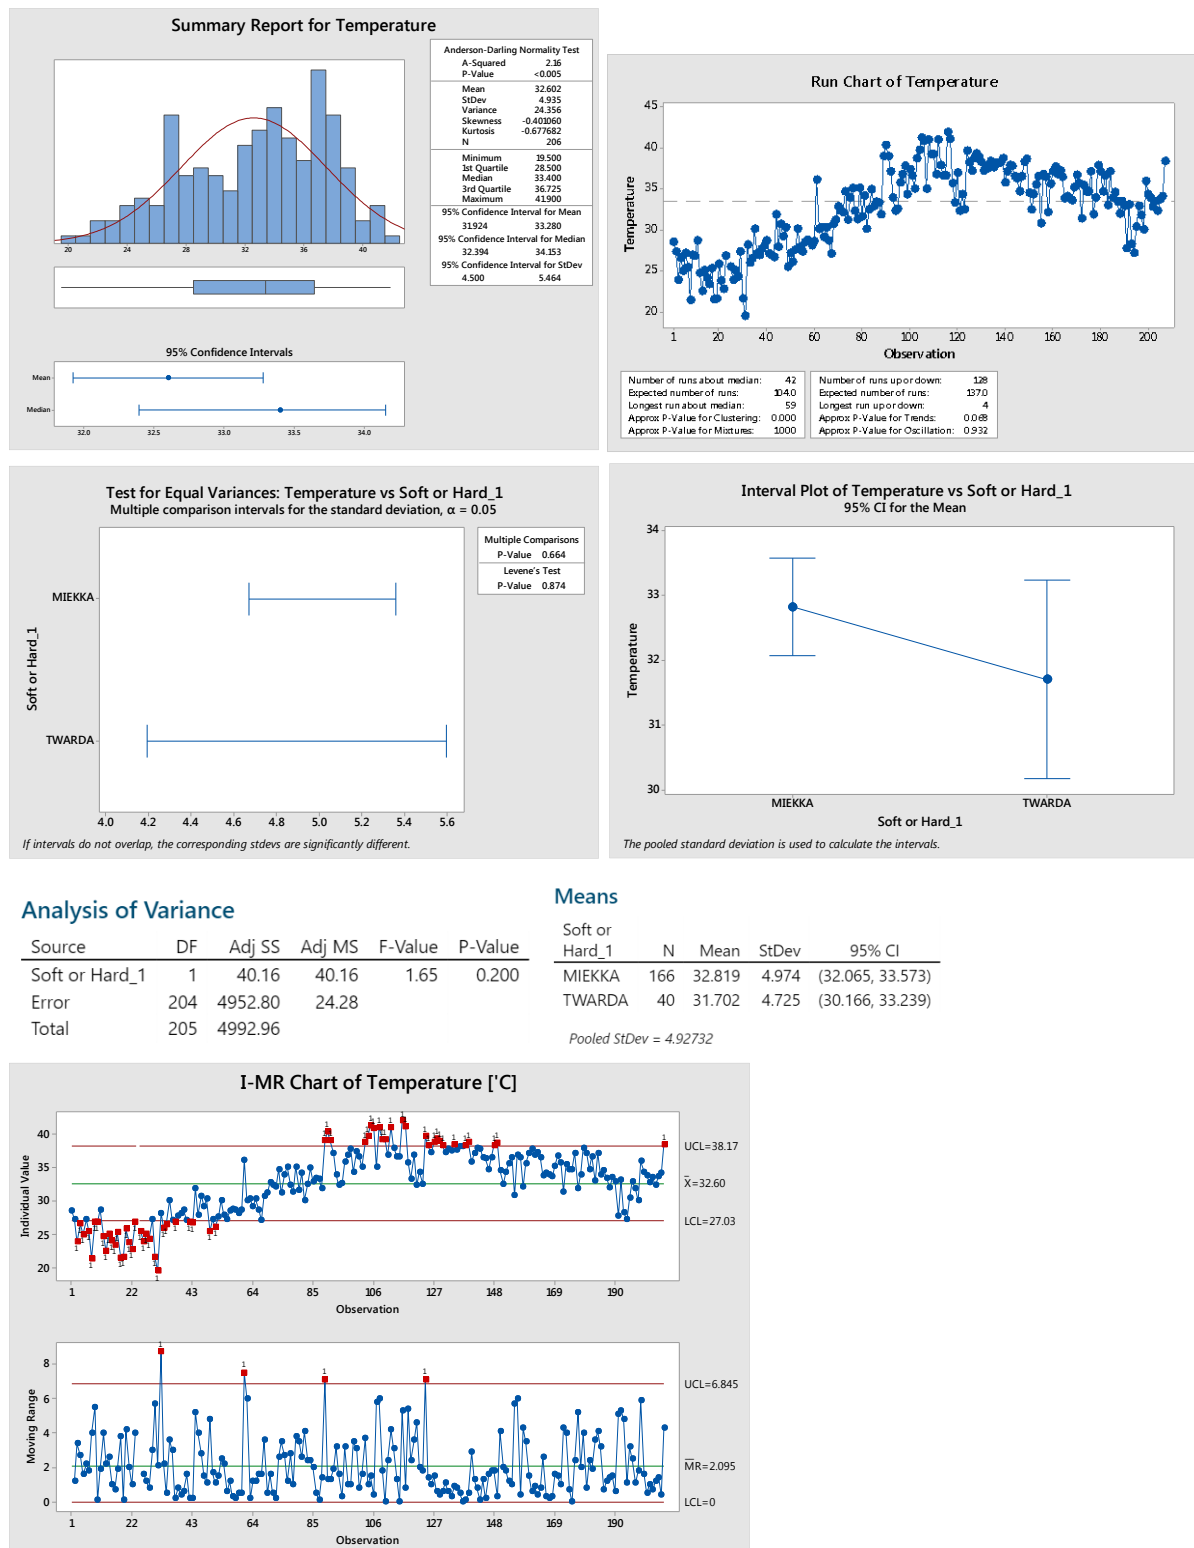 Summary Report for Temperature
Anderson-Darling Normality Test
A-Squared 2.16
P-Value <0.005
Mean 32.602
StDev 4.935
Variance 24.356
Skewness -0.401060
Kurtosis -0.677682
N 206
Minimum 19.500
1st Quartile 28.500
Median 33.400
3rd Quartile 36.725
Maximum 41.900
95% Confidence Interval for Mean
31.924 33.280
95% Confidence Interval for Median
32.394 34.153
95% Confidence Interval for StDev
4.500 5.464
20 24 28 32 36 40
95% Confidence Intervals
Mean
Median
32.0 32.5 33.0 33.5 34.0
Run Chart of Temperature
45
40
35
30
25
20
Temperature
1 20 40 60 80 100 120 140 160 180 200
Observation
Number of runs about median: 42
Expected number of runs: 104.0
Longest run about median: 59
Approx P-Value for Clustering: 0.000
Approx P-Value for Mixtures: 1.000
Number of runs up or down: 128
Expected number of runs: 137.0
Longest run up or down: 4
Approx P-Value for Trends: 0.068
Approx P-Value for Oscillation: 0.932
Test for Equal Variances: Temperature vs Soft or Hard_1
Multiple comparison intervals for the standard deviation, α = 0.05
Multiple Comparisons
P-Value 0.664
Levene's Test
P-Value 0.874
MIEKKA
TWARDA
Soft or Hard_1
4.0 4.2 4.4 4.6 4.8 5.0 5.2 5.4 5.6
If intervals do not overlap, the corresponding stdevs are significantly different.
Interval Plot of Temperature vs Soft or Hard_1
95% CI for the Mean
34
33
32
31
30
Temperature
MIEKKA TWARDA
Soft or Hard_1
The pooled standard deviation is used to calculate the intervals.
Analysis of Variance
Source DF Adj SS Adj MS F-Value P-Value
Soft or Hard_1 1 40.16 40.16 1.65 0.200
Error 204 4952.80 24.28
Total 205 4992.96
Means
Soft or
Hard_1 N Mean StDev 95% CI
MIEKKA 166 32.819 4.974 (32.065, 33.573)
TWARDA 40 31.702 4.725 (30.166, 33.239)
Pooled StDev = 4.92732
I-MR Chart of Temperature ['C]
40
35
30
25
20
Individual Value
UCL=38.17
X̅=32.60
LCL=27.03
1 22 43 64 85 106 127 148 169 190
Observation
8
6
4
2
0
Moving Range
1 1 1 1
UCL=6.845
M̅R̅=2.095
LCL=0
1 22 43 64 85 106 127 148 169 190
Observation